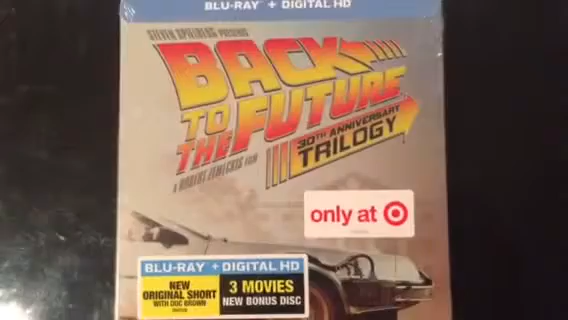 BLU-RAY™ + DIGITAL HD
STEVEN SPIELBERG PRESENTS
BACK
TO THE FUTURE
30TH ANNIVERSARY
TRILOGY
A ROBERT ZEMECKIS FILM
only at
BLU-RAY + DIGITAL HD
NEW
ORIGINAL SHORT
WITH DOC BROWN
3 MOVIES
NEW BONUS DISC